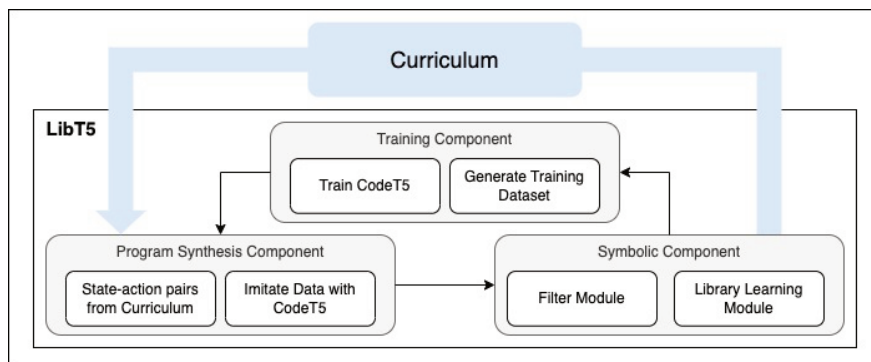 Curriculum
LibT5
Training Component
Train CodeT5
Generate Training
Dataset
Program Synthesis Component
State-action pairs
from Curriculum
Imitate Data with
CodeT5
Symbolic Component
Filter Module
Library Learning
Module